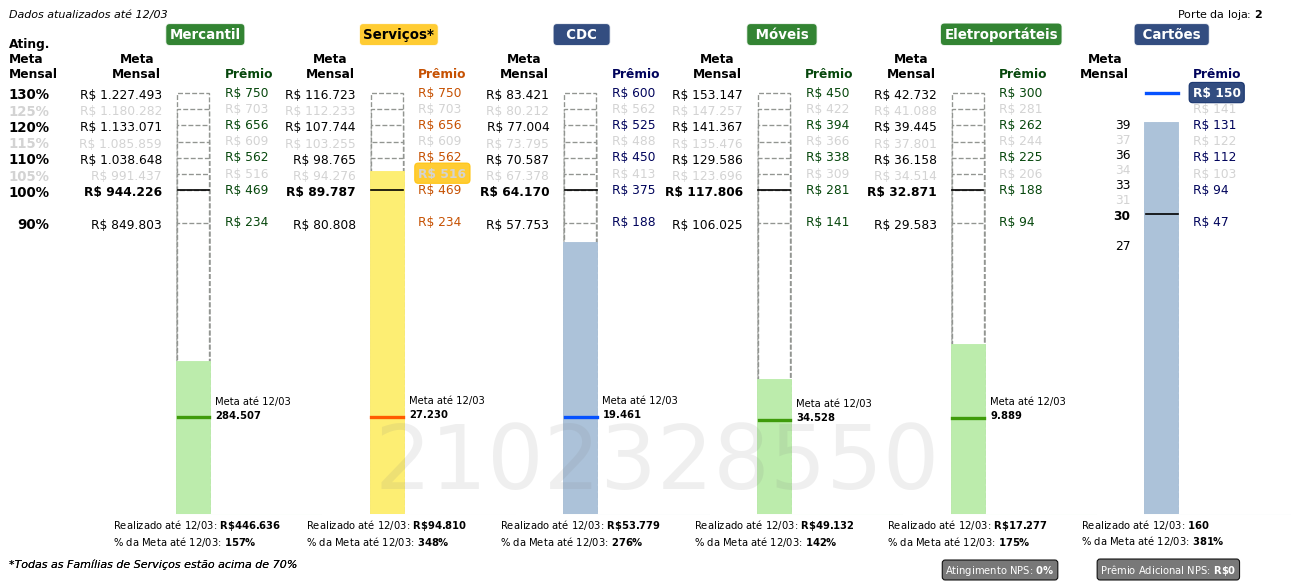 Dados atualizados até 12/03
Porte da loja: 2
Mercantil Serviços* CDC Móveis Eletroportáteis Cartões
Ating. Meta Mensal
Meta Mensal Prêmio Meta Mensal Prêmio Meta Mensal Prêmio Meta Mensal Prêmio Meta Mensal Prêmio Meta Mensal Prêmio
130% R$ 1.227.493 R$ 750 R$ 116.723 R$ 750 R$ 83.421 R$ 600 R$ 153.147 R$ 450 R$ 42.732 R$ 300 R$ 150
125% R$ 1.180.282 R$ 703 R$ 112.233 R$ 703 R$ 80.212 R$ 562 R$ 147.257 R$ 422 R$ 41.088 R$ 281 R$ 141
120% R$ 1.133.071 R$ 656 R$ 107.744 R$ 656 R$ 77.004 R$ 525 R$ 141.367 R$ 394 R$ 39.445 R$ 262 39 R$ 131
115% R$ 1.085.859 R$ 609 R$ 103.255 R$ 609 R$ 73.795 R$ 488 R$ 135.476 R$ 366 R$ 37.801 R$ 244 37 R$ 122
110% R$ 1.038.648 R$ 562 R$ 98.765 R$ 562 R$ 70.587 R$ 450 R$ 129.586 R$ 338 R$ 36.158 R$ 225 36 R$ 112
105% R$ 991.437 R$ 516 R$ 94.276 R$ 516 R$ 67.378 R$ 413 R$ 123.696 R$ 309 R$ 34.514 R$ 206 34 R$ 103
100% R$ 944.226 R$ 469 R$ 89.787 R$ 469 R$ 64.170 R$ 375 R$ 117.806 R$ 281 R$ 32.871 R$ 188 33 R$ 94
31
30
90% R$ 849.803 R$ 234 R$ 80.808 R$ 234 R$ 57.753 R$ 188 R$ 106.025 R$ 141 R$ 29.583 R$ 94 R$ 47
27
Meta até 12/03 Meta até 12/03 Meta até 12/03 Meta até 12/03 Meta até 12/03
284.507 27.230 19.461 34.528 9.889
2102328550
Realizado até 12/03: R$446.636 Realizado até 12/03: R$94.810 Realizado até 12/03: R$53.779 Realizado até 12/03: R$49.132 Realizado até 12/03: R$17.277 Realizado até 12/03: 160
% da Meta até 12/03: 157% % da Meta até 12/03: 348% % da Meta até 12/03: 276% % da Meta até 12/03: 142% % da Meta até 12/03: 175% % da Meta até 12/03: 381%
*Todas as Famílias de Serviços estão acima de 70%
Atingimento NPS: 0% Prêmio Adicional NPS: R$0